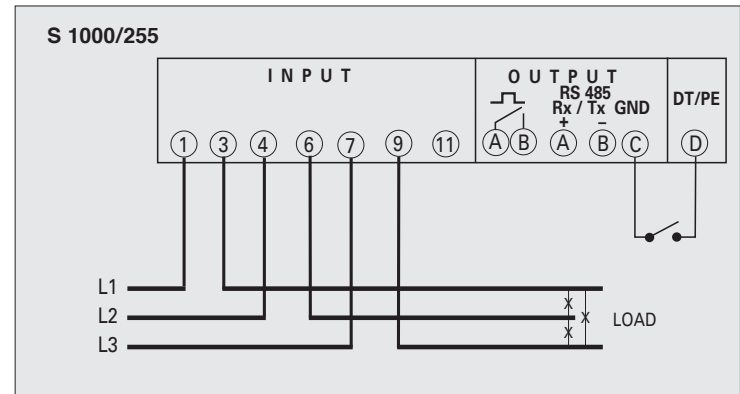 S 1000/255
INPUT
OUTPUT
RS 485
Rx / Tx GND
DT/PE
+ –
1 3 4 6 7 9 11
A B A B C D
L1
L2
L3
X
X
X
LOAD